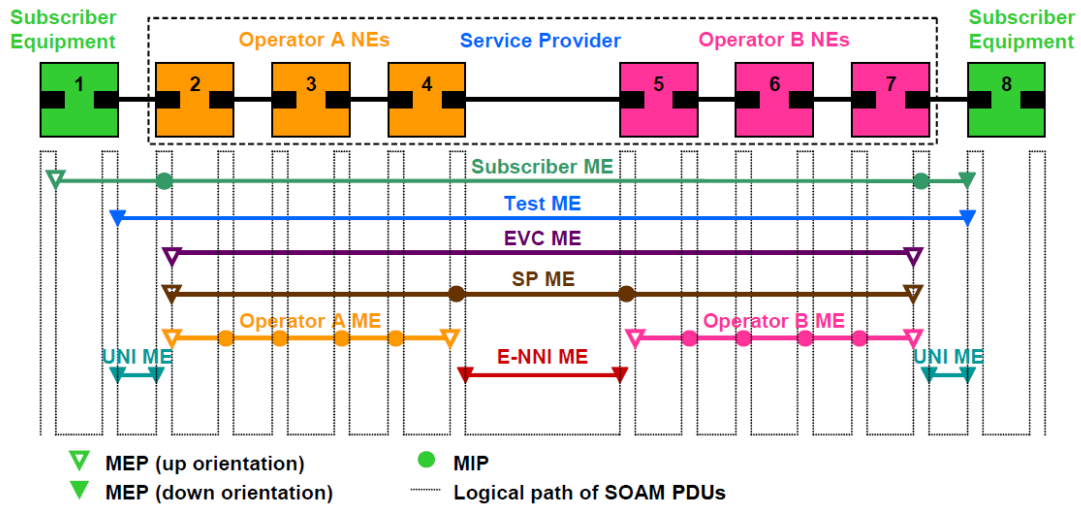 Subscriber
Equipment
Operator A NEs
Service Provider
Operator B NEs
Subscriber
Equipment
1
2
3
4
5
6
7
8
Subscriber ME
Test ME
EVC ME
SP ME
Operator A ME
Operator B ME
UNI ME
E-NNI ME
UNI ME
MEP (up orientation)
MIP
MEP (down orientation)
Logical path of SOAM PDUs